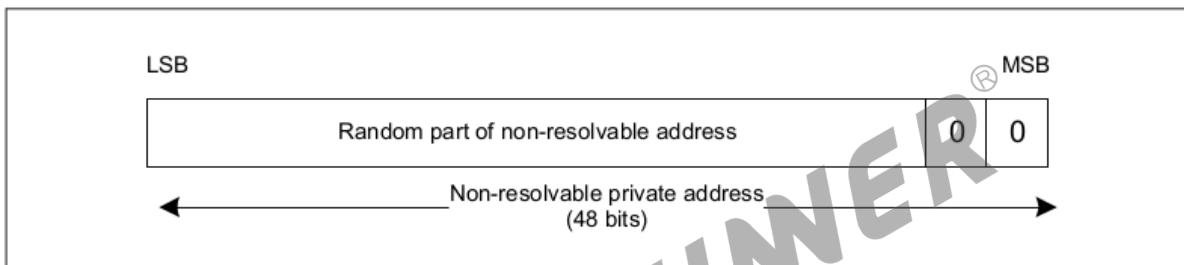 LSB
MSB
Random part of non-resolvable address
0
0
Non-resolvable private address
(48 bits)
®